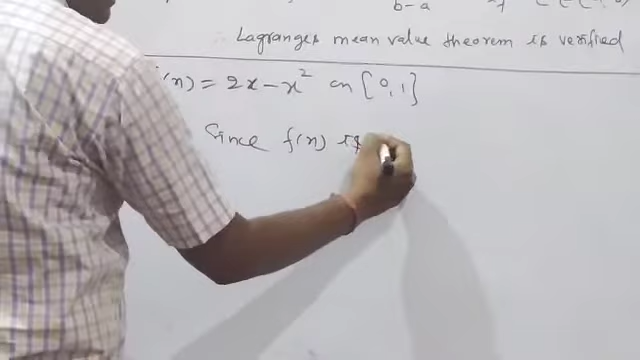 b-a
∴ Lagranges mean value theorem is verified
(x) = 2x - x² on [0,1]
Since f(x) is